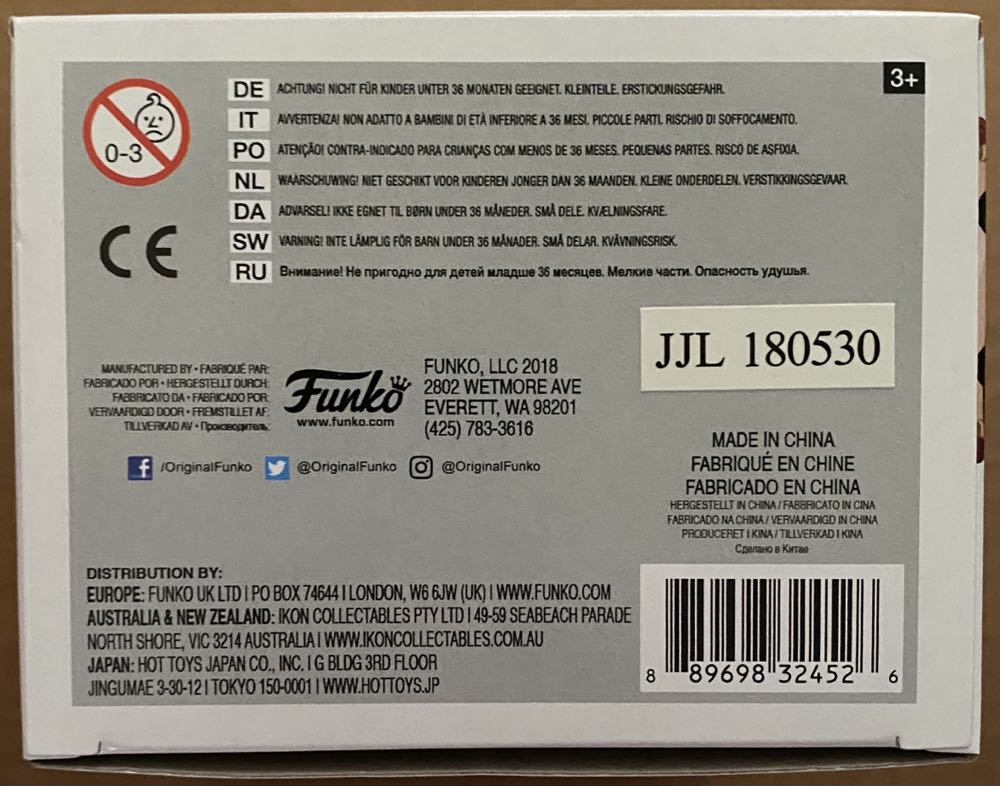 3+
0-3
DE ACHTUNG! NICHT FÜR KINDER UNTER 36 MONATEN GEEIGNET. KLEINTEILE. ERSTICKUNGSGEFAHR.
IT AVVERTENZA! NON ADATTO A BAMBINI DI ETÀ INFERIORE A 36 MESI. PICCOLE PARTI. RISCHIO DI SOFFOCAMENTO.
PO ATENÇÃO! CONTRA-INDICADO PARA CRIANÇAS COM MENOS DE 36 MESES. PEQUENAS PARTES. RISCO DE ASFIXIA.
NL WAARSCHUWING! NIET GESCHIKT VOOR KINDEREN JONGER DAN 36 MAANDEN. KLEINE ONDERDELEN. VERSTIKKINGSGEVAAR.
DA ADVARSEL! IKKE EGNET TIL BØRN UNDER 36 MÅNEDER. SMÅ DELE. KVÆLNINGSFARE.
SW VARNING! INTE LÄMPLIG FÖR BARN UNDER 36 MÅNADER. SMÅ DELAR. KVÄVNINGSRISK.
RU Внимание! Не пригодно для детей младше 36 месяцев. Мелкие части. Опасность удушья.
CE
JJL 180530
MANUFACTURED BY • FABRIQUÉ PAR:
FABRICADO POR • HERGESTELLT DURCH:
FABBRICATO DA • FABRICADO POR:
VERVAARDIGD DOOR • FREMSTILLET AF:
TILLVERKAD AV • Производитель:
Funko
www.funko.com
FUNKO, LLC 2018
2802 WETMORE AVE
EVERETT, WA 98201
(425) 783-3616
/OriginalFunko @OriginalFunko @OriginalFunko
MADE IN CHINA
FABRIQUÉ EN CHINE
FABRICADO EN CHINA
HERGESTELLT IN CHINA / FABBRICATO IN CINA
FABRICADO NA CHINA / VERVAARDIGD IN CHINA
PRODUCERET I KINA / TILLVERKAD I KINA
Сделано в Китае
DISTRIBUTION BY:
EUROPE: FUNKO UK LTD | PO BOX 74644 | LONDON, W6 6JW (UK) | WWW.FUNKO.COM
AUSTRALIA & NEW ZEALAND: IKON COLLECTABLES PTY LTD | 49-59 SEABEACH PARADE
NORTH SHORE, VIC 3214 AUSTRALIA | WWW.IKONCOLLECTABLES.COM.AU
JAPAN: HOT TOYS JAPAN CO., INC. | G BLDG 3RD FLOOR
JINGUMAE 3-30-12 | TOKYO 150-0001 | WWW.HOTTOYS.JP
8 89698 32452 6